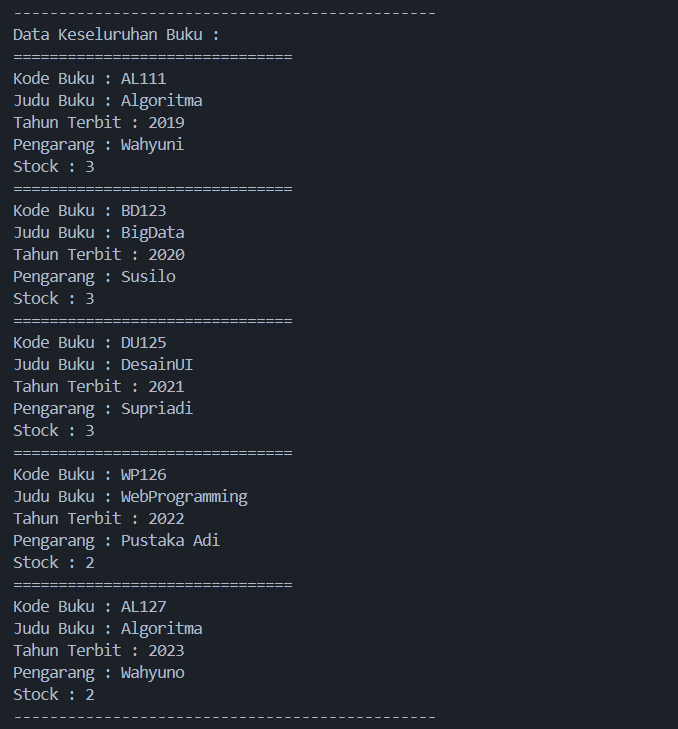 -----------------------------------------------
Data Keseluruhan Buku :
===============================
Kode Buku : AL111
Judu Buku : Algoritma
Tahun Terbit : 2019
Pengarang : Wahyuni
Stock : 3
===============================
Kode Buku : BD123
Judu Buku : BigData
Tahun Terbit : 2020
Pengarang : Susilo
Stock : 3
===============================
Kode Buku : DU125
Judu Buku : DesainUI
Tahun Terbit : 2021
Pengarang : Supriadi
Stock : 3
===============================
Kode Buku : WP126
Judu Buku : WebProgramming
Tahun Terbit : 2022
Pengarang : Pustaka Adi
Stock : 2
===============================
Kode Buku : AL127
Judu Buku : Algoritma
Tahun Terbit : 2023
Pengarang : Wahyuno
Stock : 2
-----------------------------------------------